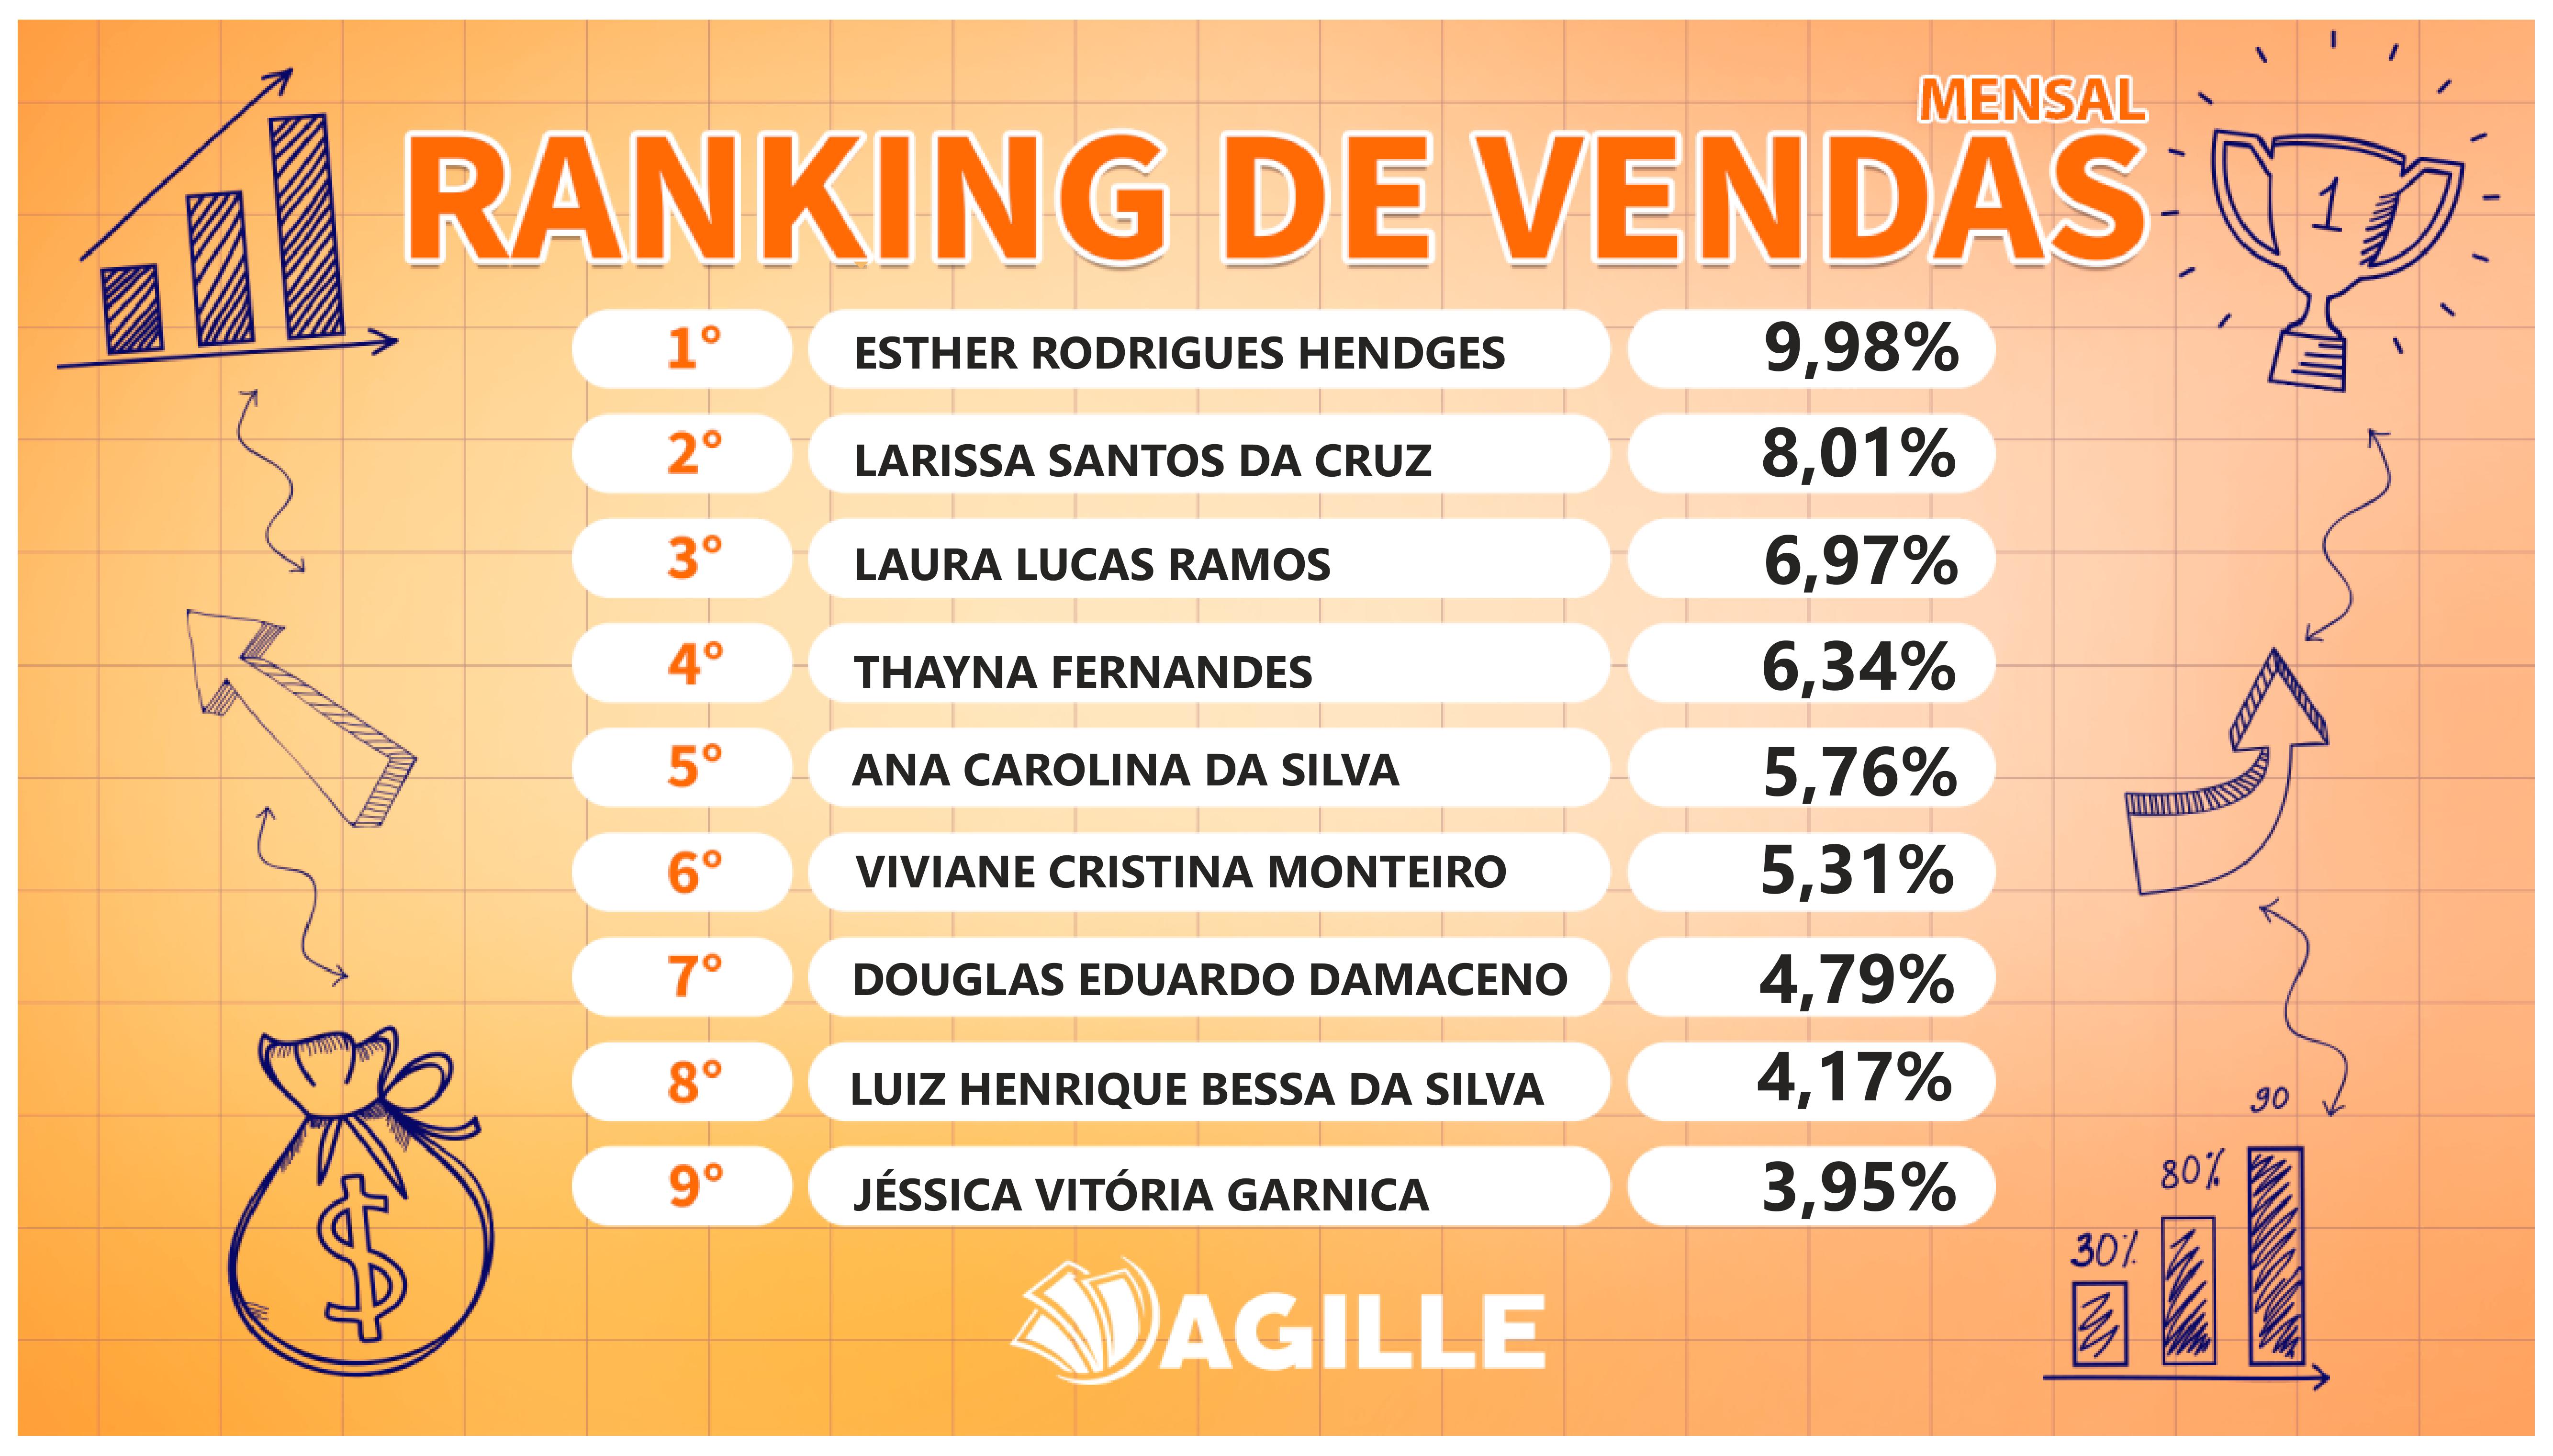 MENSAL
RANKING DE VENDAS
1
1° ESTHER RODRIGUES HENDGES 9,98%
2° LARISSA SANTOS DA CRUZ 8,01%
3° LAURA LUCAS RAMOS 6,97%
4° THAYNA FERNANDES 6,34%
5° ANA CAROLINA DA SILVA 5,76%
6° VIVIANE CRISTINA MONTEIRO 5,31%
7° DOUGLAS EDUARDO DAMACENO 4,79%
8° LUIZ HENRIQUE BESSA DA SILVA 4,17%
9° JÉSSICA VITÓRIA GARNICA 3,95%
90
80%
30%
$
AGILLE